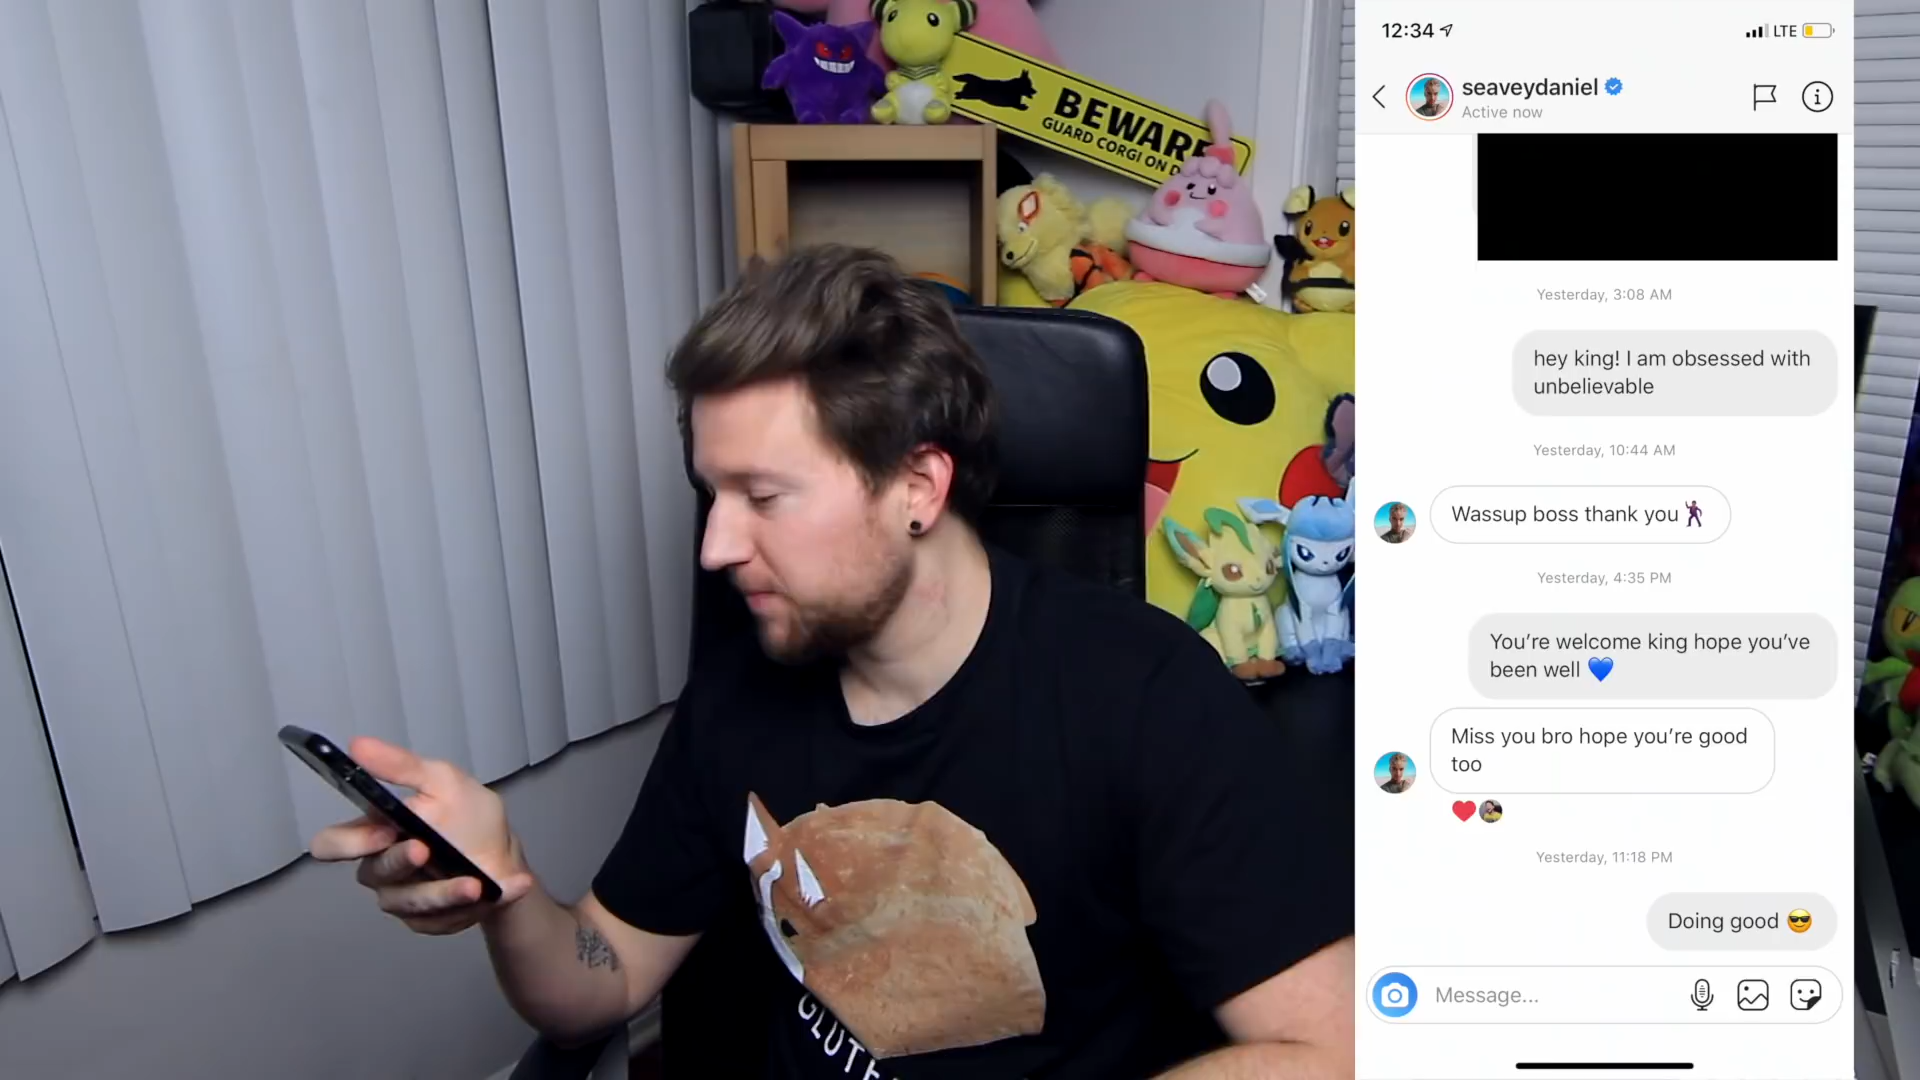 BEWARE
GUARD CORGI ON D
GLUTE
12:34
LTE
seaveydaniel
Active now
Yesterday, 3:08 AM
hey king! I am obsessed with
unbelievable
Yesterday, 10:44 AM
Wassup boss thank you🕺🏾
Yesterday, 4:35 PM
You’re welcome king hope you’ve
been well 💙
Miss you bro hope you’re good
too
❤️
Yesterday, 11:18 PM
Doing good 😎
Message...